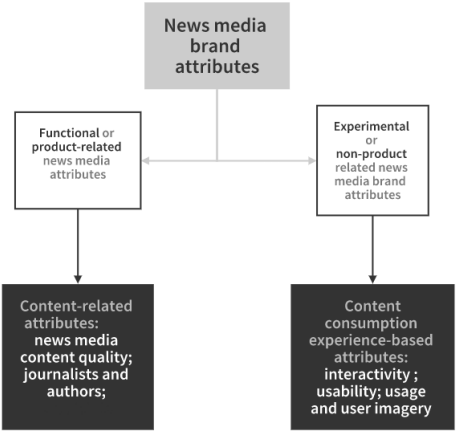 News media
brand
attributes
Functional or
product-related
news media
attributes
Experimental
or
non-product
related news
media brand
attributes
Content-related
attributes:
news media
content quality;
journalists and
authors;
Content
consumption
experience-based
attributes:
interactivity ;
usability; usage
and user imagery